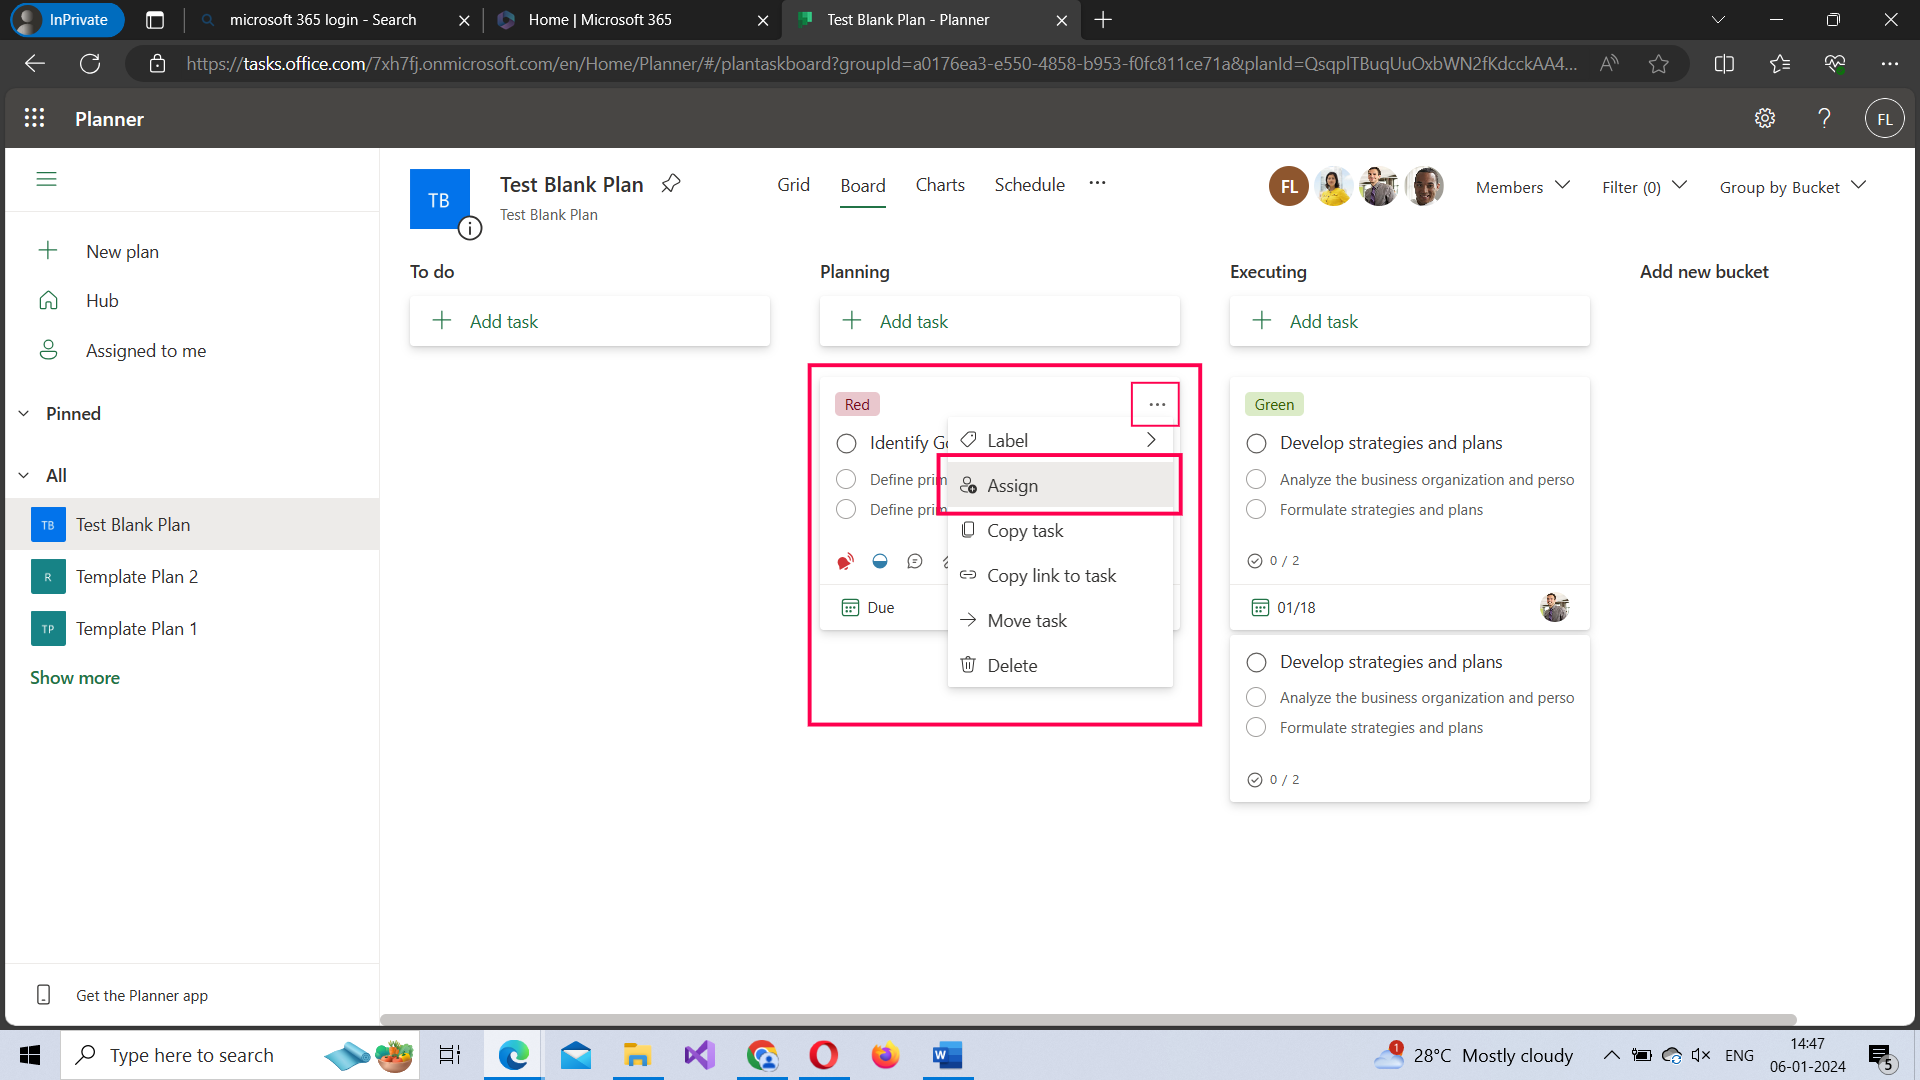 InPrivate
microsoft 365 login - Search
Home | Microsoft 365
Test Blank Plan - Planner
https://tasks.office.com/7xh7fj.onmicrosoft.com/en/Home/Planner/#/plantaskboard?groupId=a0176ea3-e550-4858-b953-f0fc811ce71a&planId=QsqplTBuqUuOxbWN2fKdcckAA4...
Planner
FL
TB
Test Blank Plan
Test Blank Plan
Grid
Board
Charts
Schedule
FL
Members
Filter (0)
Group by Bucket
New plan
Hub
Assigned to me
Pinned
All
TB
Test Blank Plan
R
Template Plan 2
TP
Template Plan 1
Show more
Get the Planner app
To do
Add task
Planning
Add task
Red
Identify
Define
Define
Due
Label
Assign
Copy task
Copy link to task
Move task
Delete
Executing
Add task
Green
Develop strategies and plans
Analyze the business organization and perso
Formulate strategies and plans
0 / 2
01/18
Develop strategies and plans
Analyze the business organization and perso
Formulate strategies and plans
0 / 2
Add new bucket
Type here to search
1
28°C Mostly cloudy
ENG
14:47
06-01-2024
5